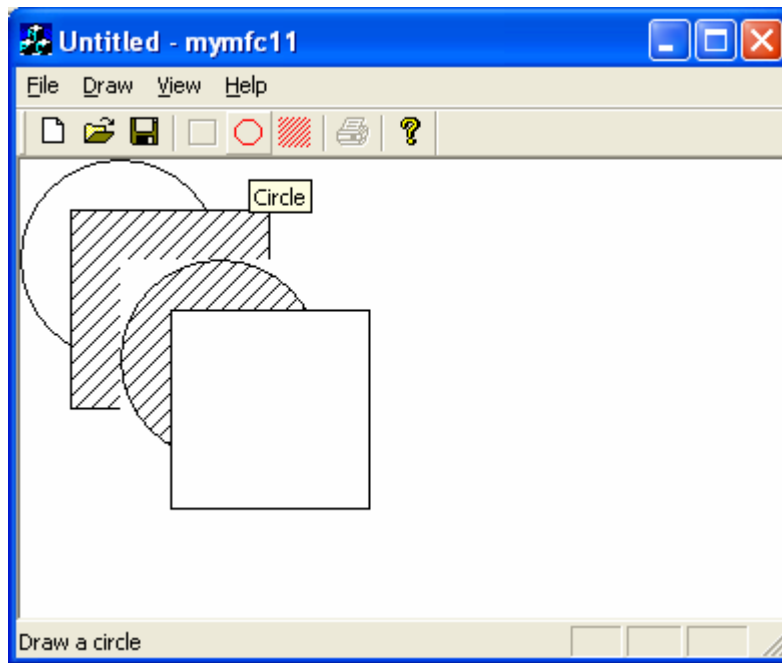 Untitled - mymfc11
File Draw View Help
?
Circle
Draw a circle